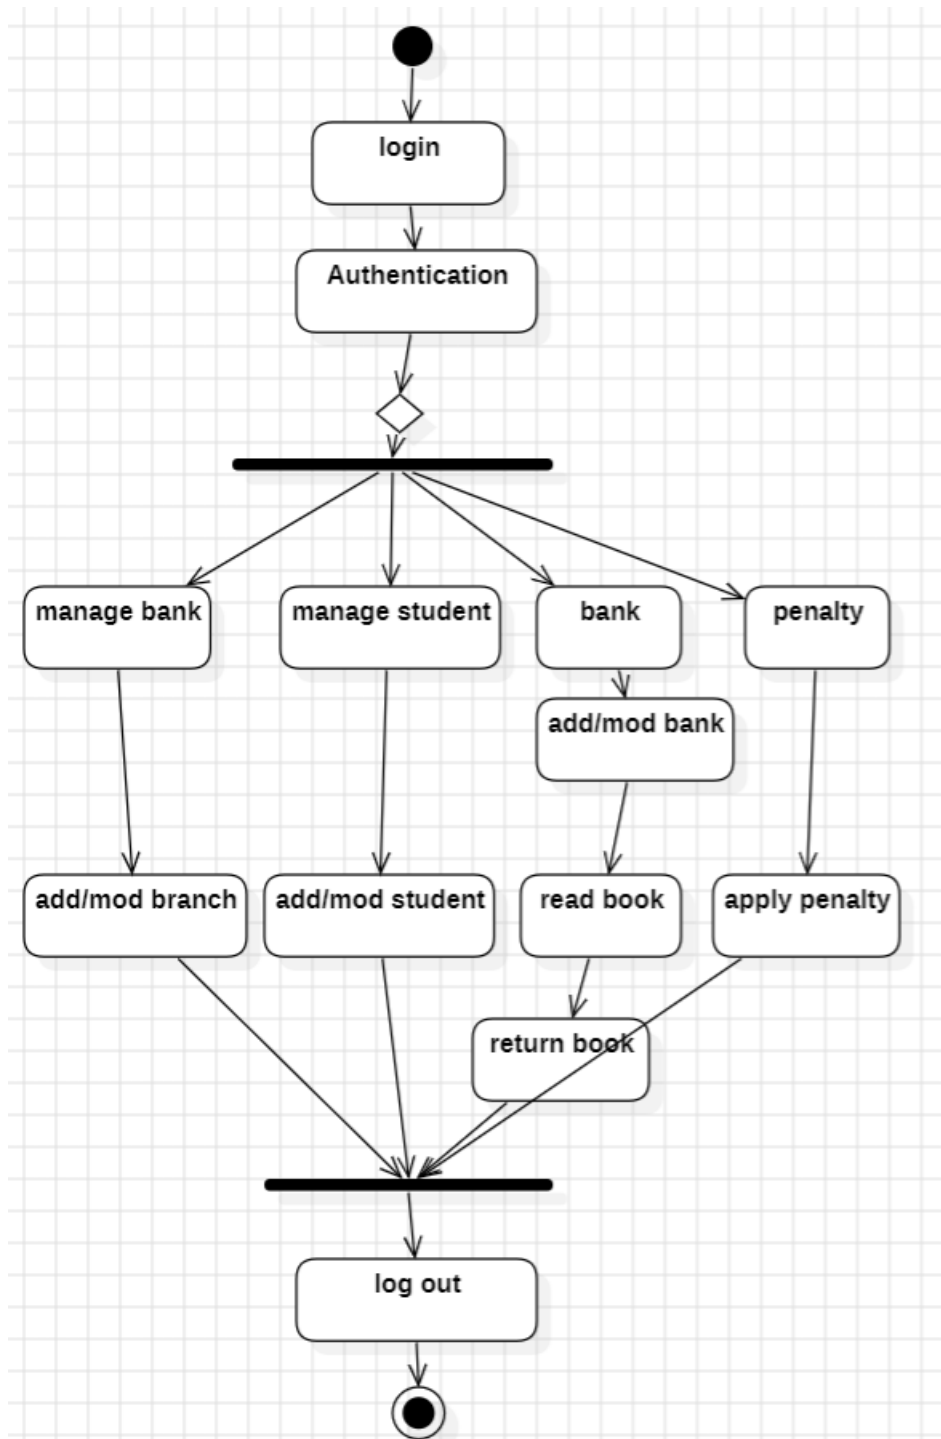 login
Authentication
manage bank
manage student
bank
penalty
add/mod bank
add/mod branch
add/mod student
read book
apply penalty
return book
log out